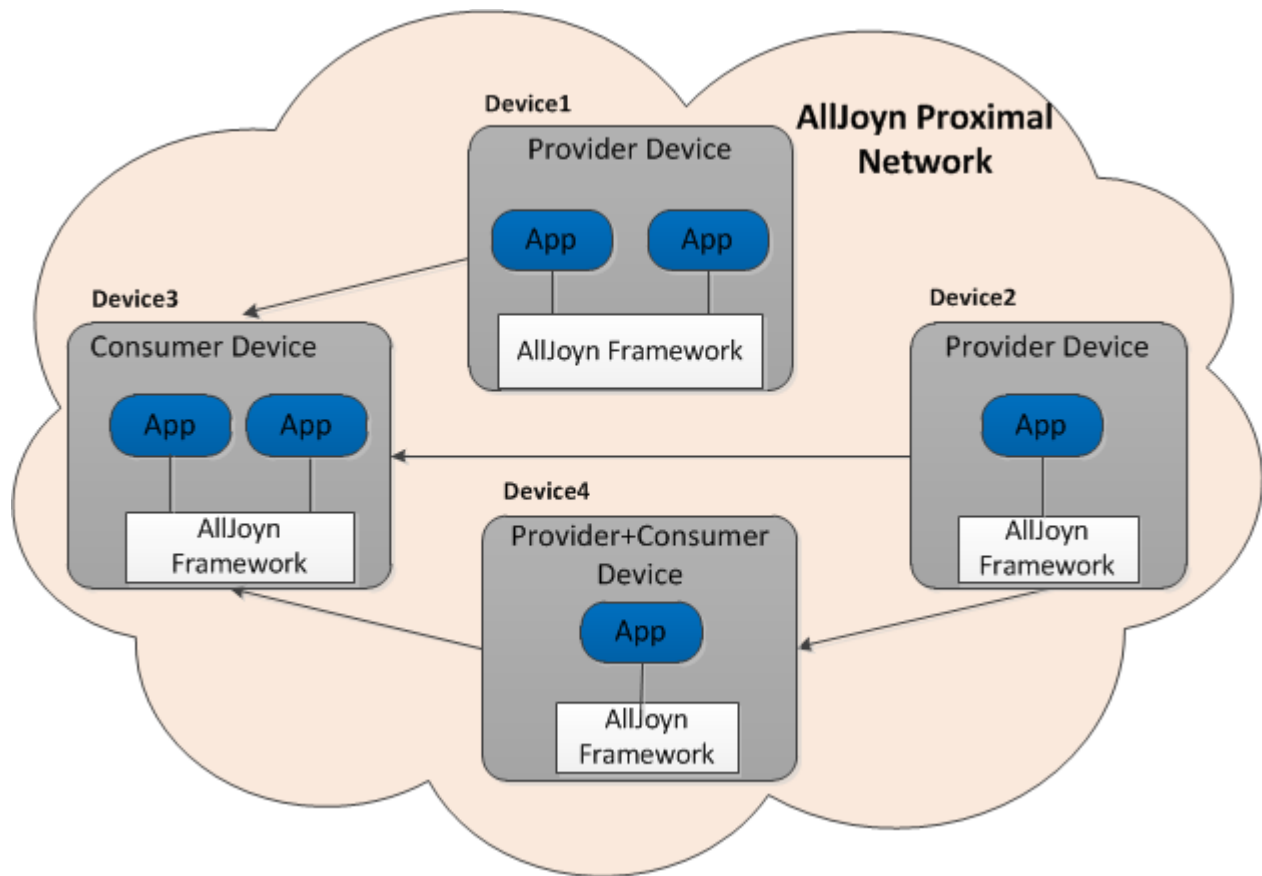 AllJoyn Proximal
Network
Device1
Provider Device
App
App
AllJoyn Framework
Device3
Consumer Device
App
App
AllJoyn
Framework
Device2
Provider Device
App
AllJoyn
Framework
Device4
Provider+Consumer
Device
App
AllJoyn
Framework